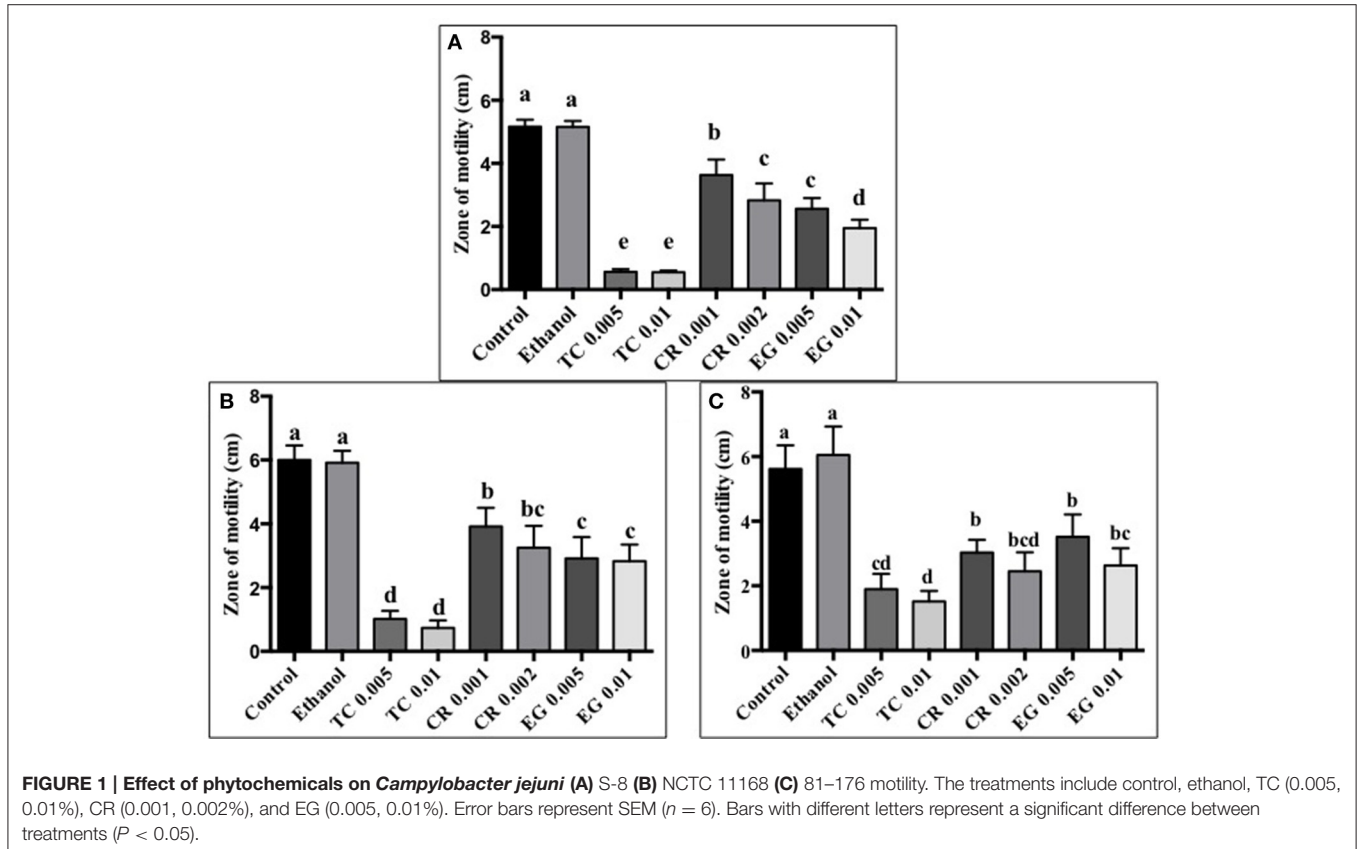 A
Zone of motility (cm)
8
6
4
2
0
a
a
e
e
b
c
c
d
Control
Ethanol
TC 0.005
TC 0.01
CR 0.001
CR 0.002
EG 0.005
EG 0.01
B
Zone of motility (cm)
8
6
4
2
0
a
a
d
d
b
bc
c
c
Control
Ethanol
TC 0.005
TC 0.01
CR 0.001
CR 0.002
EG 0.005
EG 0.01
C
Zone of motility (cm)
8
6
4
2
0
a
a
cd
d
b
bcd
b
bc
Control
Ethanol
TC 0.005
TC 0.01
CR 0.001
CR 0.002
EG 0.005
EG 0.01
FIGURE 1 | Effect of phytochemicals on Campylobacter jejuni (A) S-8 (B) NCTC 11168 (C) 81–176 motility. The treatments include control, ethanol, TC (0.005,
0.01%), CR (0.001, 0.002%), and EG (0.005, 0.01%). Error bars represent SEM (n = 6). Bars with different letters represent a significant difference between
treatments (P < 0.05).